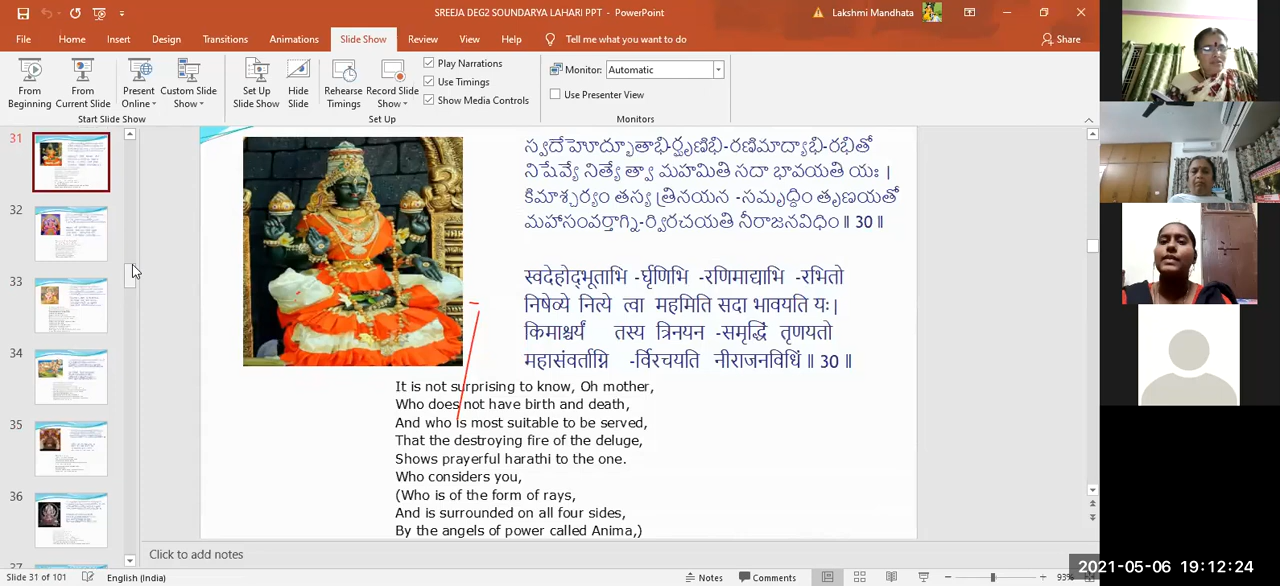 SREEJA DEG2 SOUNDARYA LAHARI PPT - PowerPoint
Lakshmi Mandhata
File Home Insert Design Transitions Animations Slide Show Review View Help Tell me what you want to do
Share
From Beginning
From Current Slide
Present Online
Custom Slide Show
Start Slide Show
Set Up Slide Show
Hide Slide
Rehearse Timings
Record Slide Show
Play Narrations
Use Timings
Show Media Controls
Set Up
Monitor: Automatic
Use Presenter View
Monitors
31
32
33
34
35
36
స్వదేహోద్భూతాభి-ర్ఘృణిభి-రణిమాద్యాభి-రభితో
నిషేవ్యే నిత్యే త్వా మహమితి సదా భావయతి యః |
కిమాశ్చర్యం తస్య త్రినయన -సమృద్ధిం తృణయతో
మహాసంవర్తాగ్ని-ర్విరచయతి నీరాజనవిధిం ॥ 30 ॥
स्वदेहोद्भूताभि -र्घृणिभि -रणिमाद्याभि -रभितो
निषेव्ये नित्ये त्वा महमिति सदा भावयति यः|
किमाश्चर्यं तस्य त्रिनयन -समृद्धिं तृणयतो
महासंवर्ताग्नि -र्विरचयति नीराजनविधिं ॥ 30 ॥
It is not surprising to know, Oh mother,
Who does not have birth and death,
And who is most suitable to be served,
That the destroying fire of the deluge,
Shows prayerful harathi to the one.
Who considers you,
(Who is of the form of rays,
And is surrounded on all four sides,
By the angels of power called Anima,)
Click to add notes
Slide 31 of 101 English (India) Notes Comments 93%
2021-05-06 19:12:24